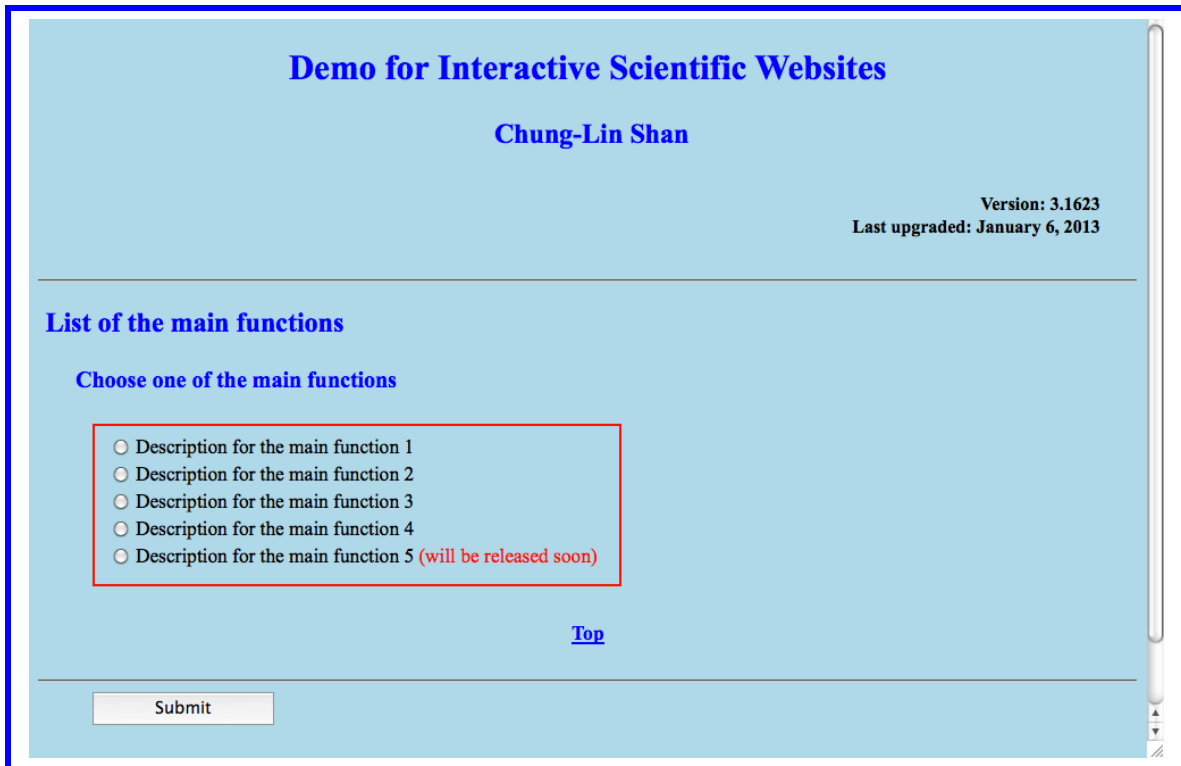 Demo for Interactive Scientific Websites
Chung-Lin Shan
Version: 3.1623
Last upgraded: January 6, 2013
List of the main functions
Choose one of the main functions
Description for the main function 1
Description for the main function 2
Description for the main function 3
Description for the main function 4
Description for the main function 5 (will be released soon)
Top
Submit